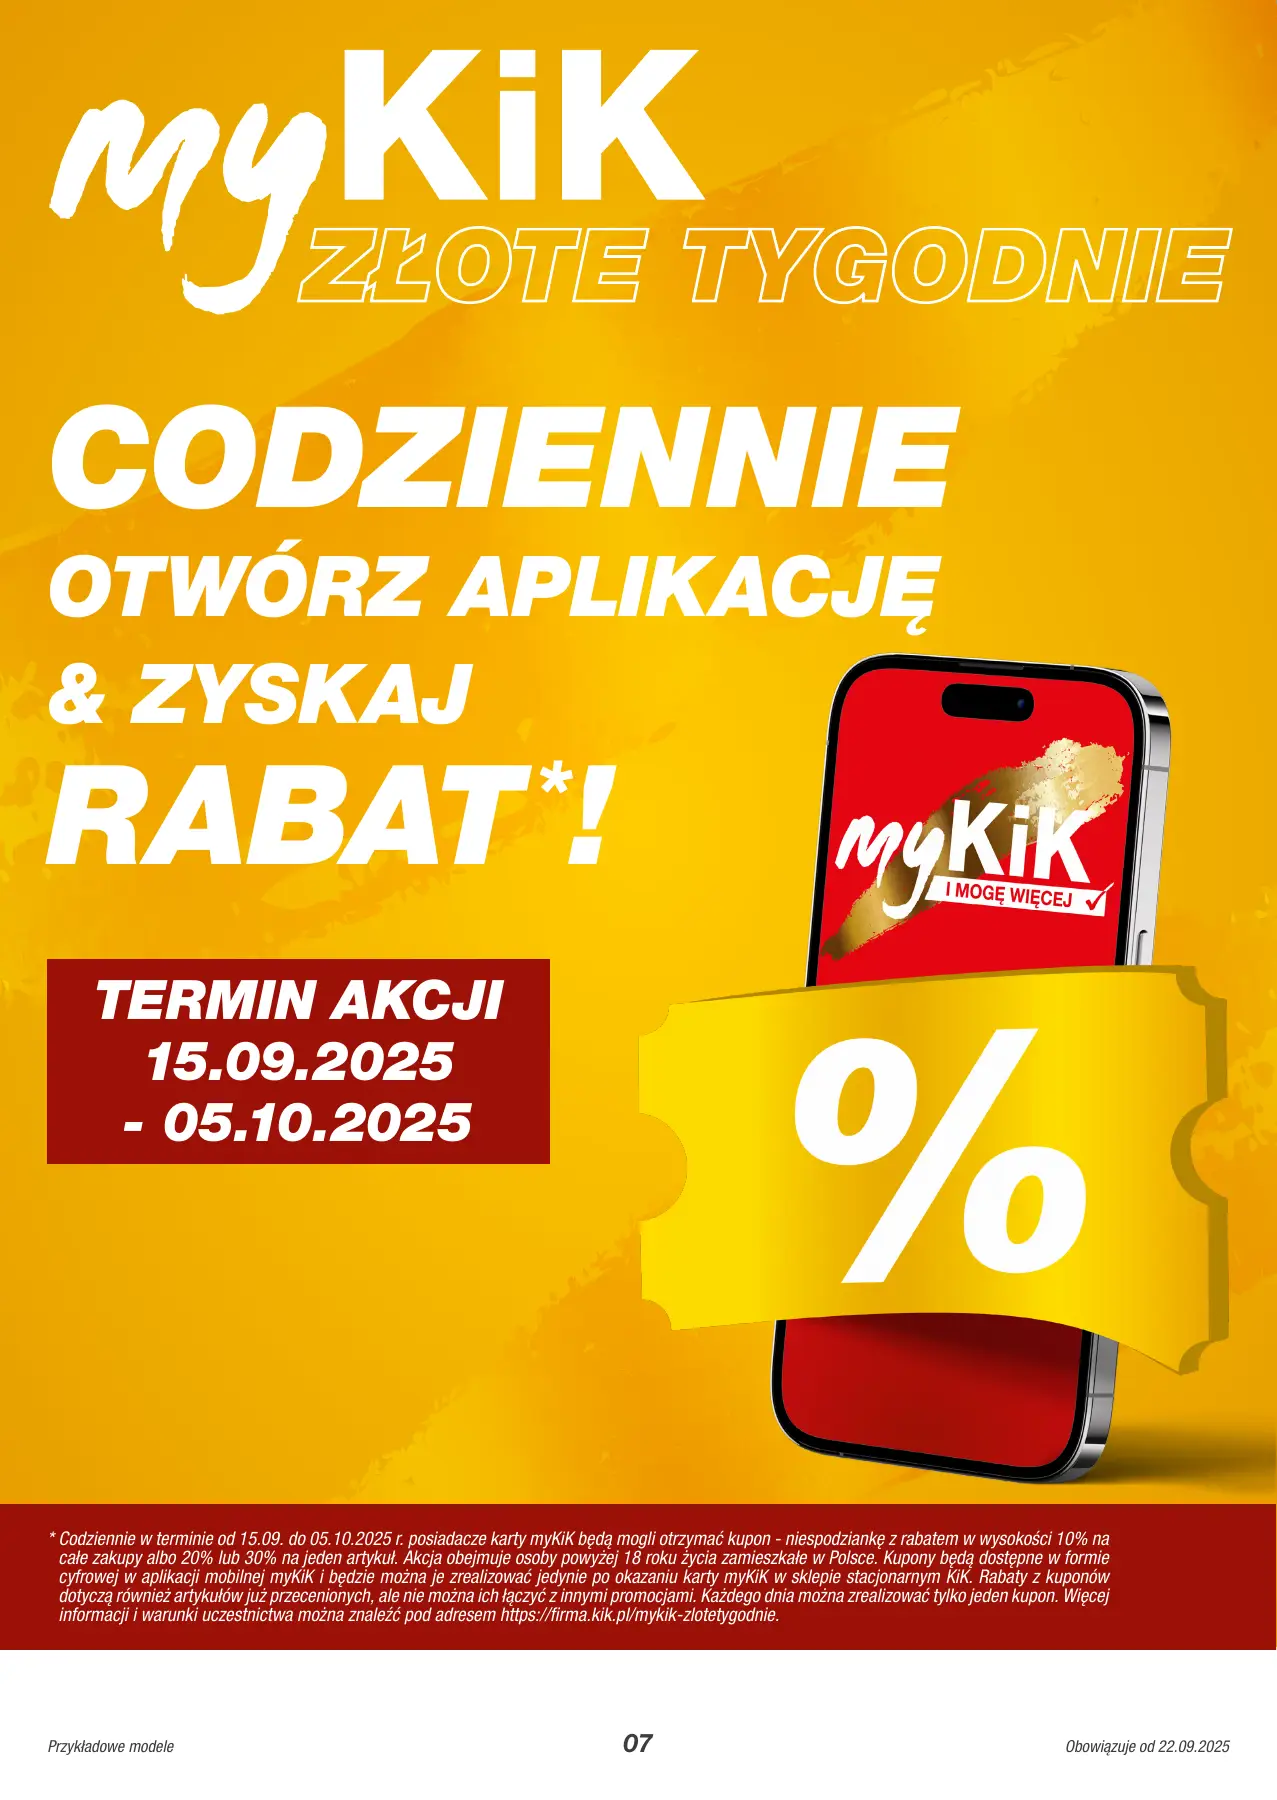 myKiK
ZŁOTE TYGODNIE
CODZIENNIE
OTWÓRZ APLIKACJĘ
& ZYSKAJ
RABAT*!
myKiK
I MOGĘ WIĘCEJ
TERMIN AKCJI
15.09.2025
- 05.10.2025
%
* Codziennie w terminie od 15.09. do 05.10.2025 r. posiadacze karty myKiK będą mogli otrzymać kupon - niespodziankę z rabatem w wysokości 10% na
całe zakupy albo 20% lub 30% na jeden artykuł. Akcja obejmuje osoby powyżej 18 roku życia zamieszkałe w Polsce. Kupony będą dostępne w formie
cyfrowej w aplikacji mobilnej myKiK i będzie można je zrealizować jedynie po okazaniu karty myKiK w sklepie stacjonarnym KiK. Rabaty z kuponów
dotyczą również artykułów już przecenionych, ale nie można ich łączyć z innymi promocjami. Każdego dnia można zrealizować tylko jeden kupon. Więcej
informacji i warunki uczestnictwa można znaleźć pod adresem https://firma.kik.pl/mykik-zlotetygodnie.
Przykładowe modele
07
Obowiązuje od 22.09.2025